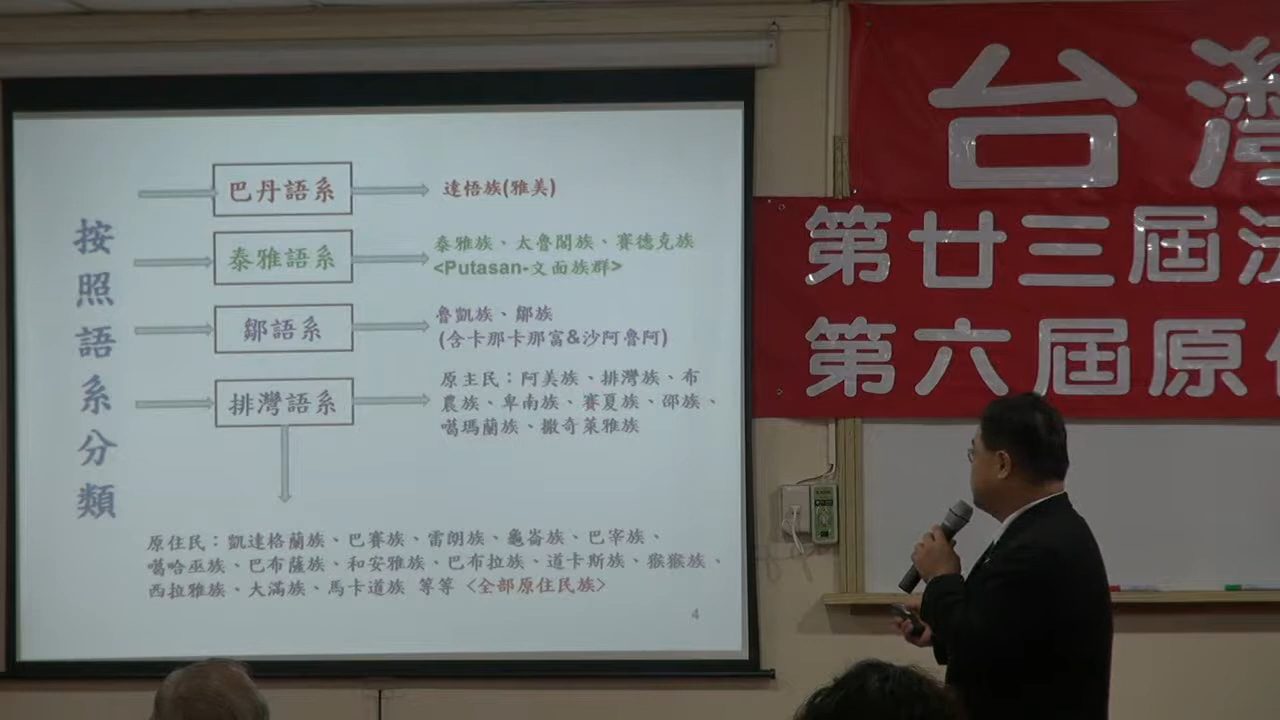 按照語系分類
巴丹語系
達悟族(雅美)
泰雅語系
泰雅族、太魯閣族、賽德克族
<Putasan-文面族群>
鄒語系
魯凱族、鄒族
(含卡那卡那富&沙阿魯阿)
排灣語系
原主民：阿美族、排灣族、布
農族、卑南族、賽夏族、邵族、
噶瑪蘭族、撒奇萊雅族
原住民：凱達格蘭族、巴賽族、雷朗族、龜崙族、巴宰族、
噶哈巫族、巴布薩族、和安雅族、巴布拉族、道卡斯族、猴猴族、
西拉雅族、大滿族、馬卡道族 等等 <全部原住民族>
4
台灣
第廿三屆法
第六屆原住